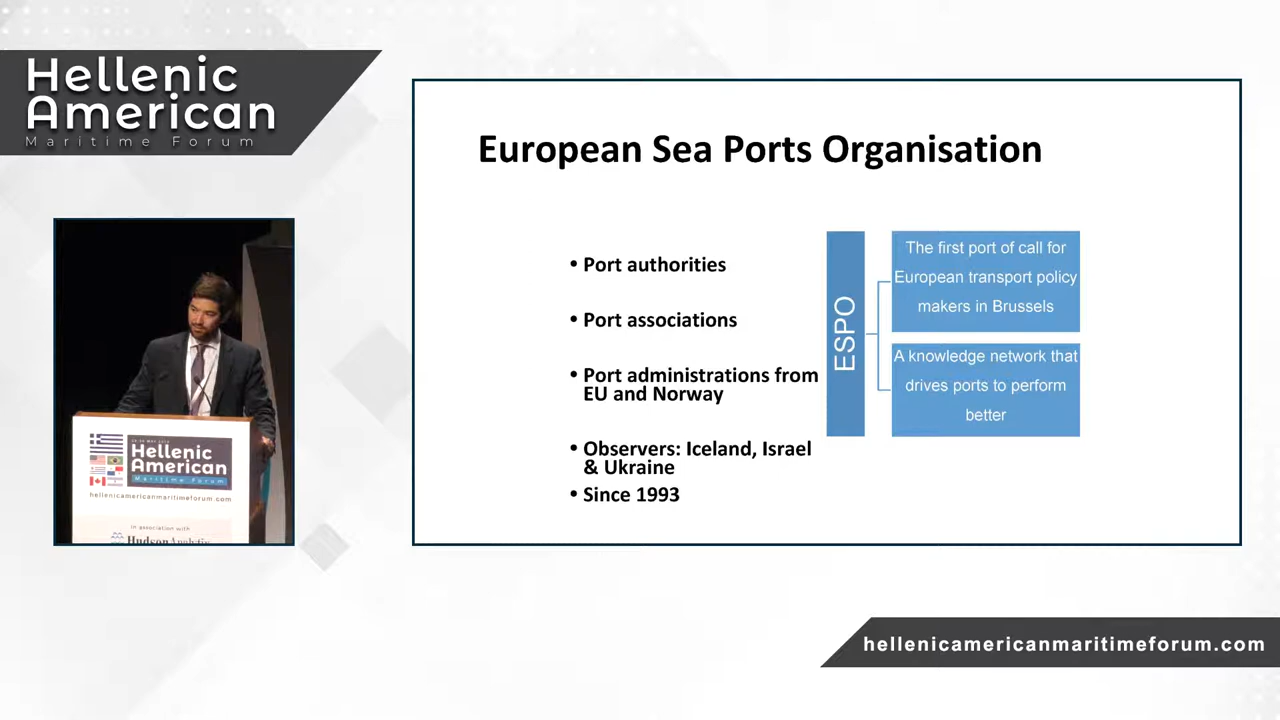 Hellenic
American
Maritime Forum
European Sea Ports Organisation
• Port authorities
• Port associations
• Port administrations from
EU and Norway
• Observers: Iceland, Israel
& Ukraine
• Since 1993
ESPO
The first port of call for
European transport policy
makers in Brussels
A knowledge network that
drives ports to perform
better
Hellenic
American
Maritime Forum
hellenicamericanmaritimeforum.com
in association with
HudsonAnalytix
hellenicamericanmaritimeforum.com